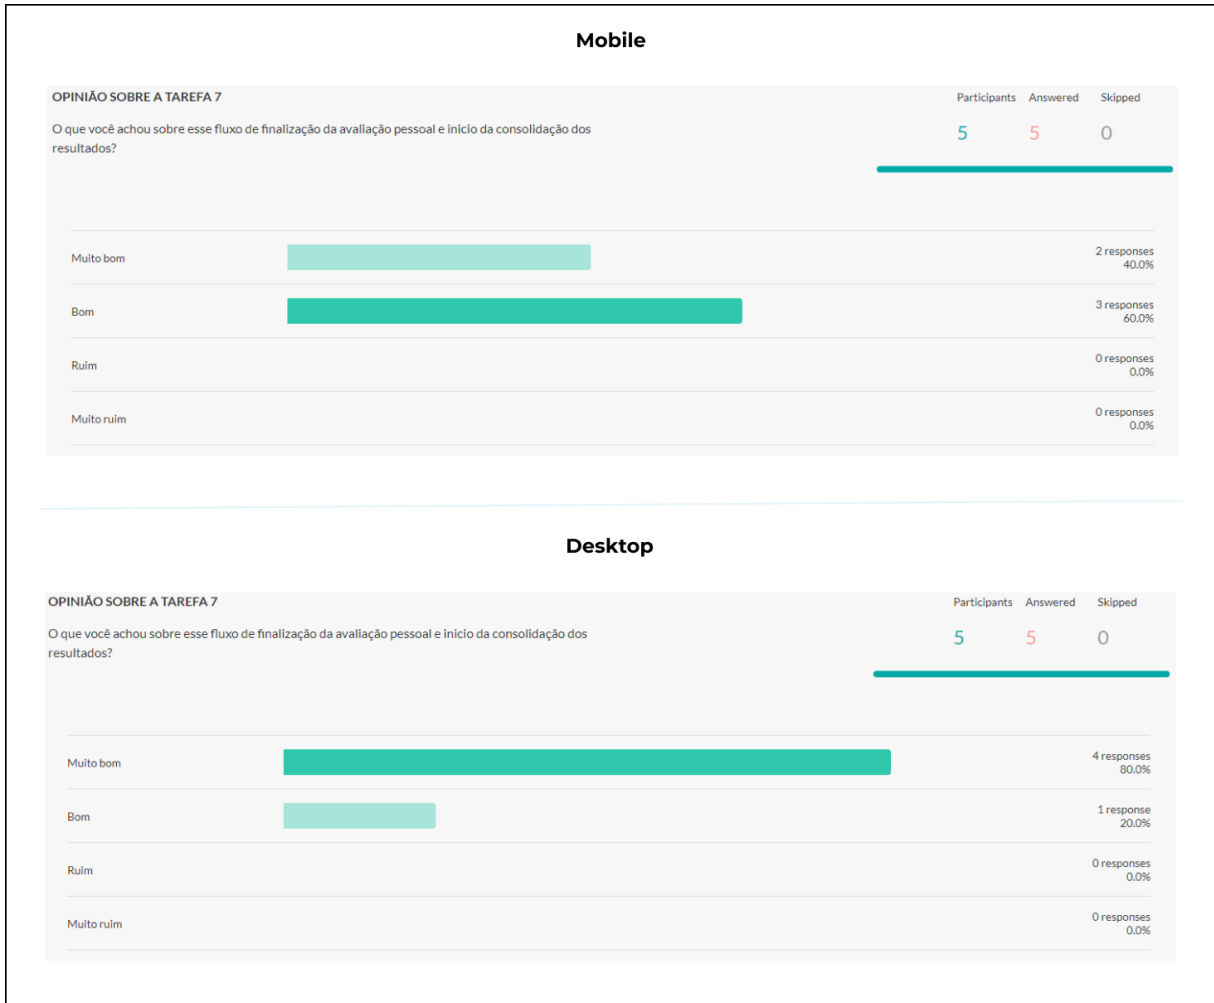 Mobile
OPINIÃO SOBRE A TAREFA 7
Participants Answered Skipped
O que você achou sobre esse fluxo de finalização da avaliação pessoal e inicio da consolidação dos
resultados?
5 5 0
Muito bom
2 responses
40.0%
Bom
3 responses
60.0%
Ruim
0 responses
0.0%
Muito ruim
0 responses
0.0%
Desktop
OPINIÃO SOBRE A TAREFA 7
Participants Answered Skipped
O que você achou sobre esse fluxo de finalização da avaliação pessoal e inicio da consolidação dos
resultados?
5 5 0
Muito bom
4 responses
80.0%
Bom
1 response
20.0%
Ruim
0 responses
0.0%
Muito ruim
0 responses
0.0%